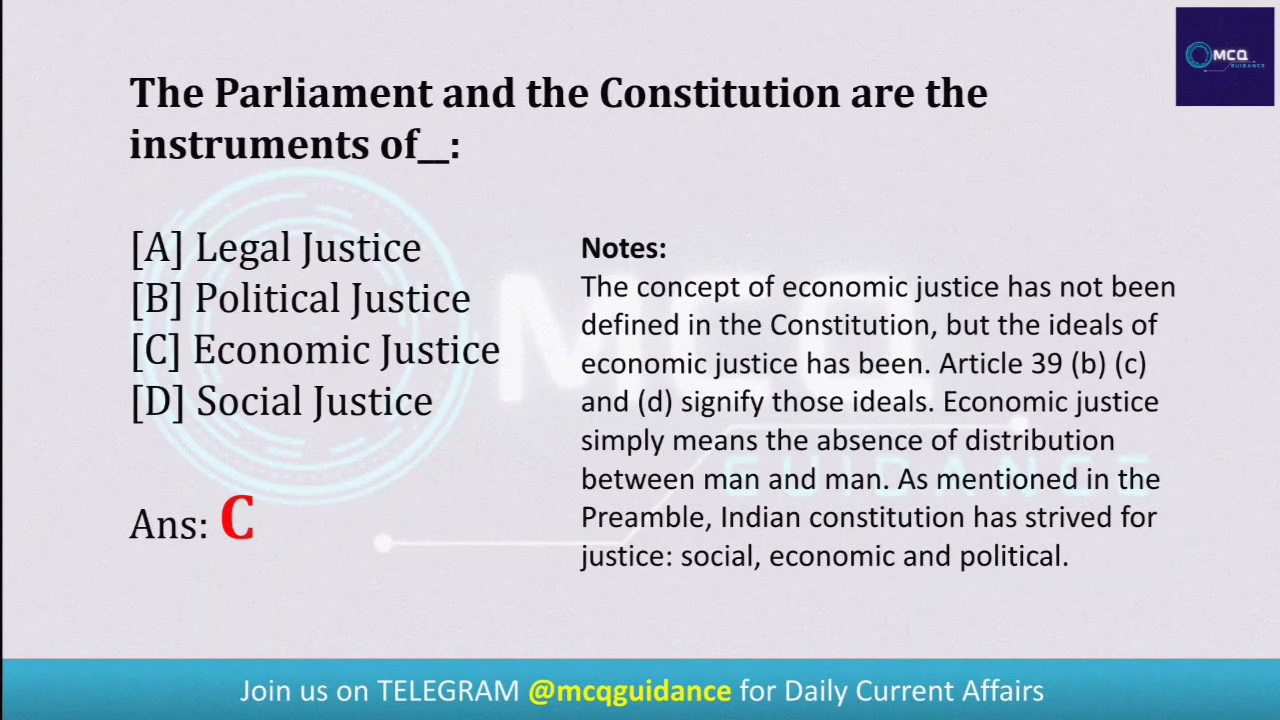 MCQ
GUIDANCE
The Parliament and the Constitution are the
instruments of__:
[A] Legal Justice
[B] Political Justice
[C] Economic Justice
[D] Social Justice
Ans: C
Notes:
The concept of economic justice has not been
defined in the Constitution, but the ideals of
economic justice has been. Article 39 (b) (c)
and (d) signify those ideals. Economic justice
simply means the absence of distribution
between man and man. As mentioned in the
Preamble, Indian constitution has strived for
justice: social, economic and political.
MCQ
GUIDANCE
Join us on TELEGRAM @mcqguidance for Daily Current Affairs